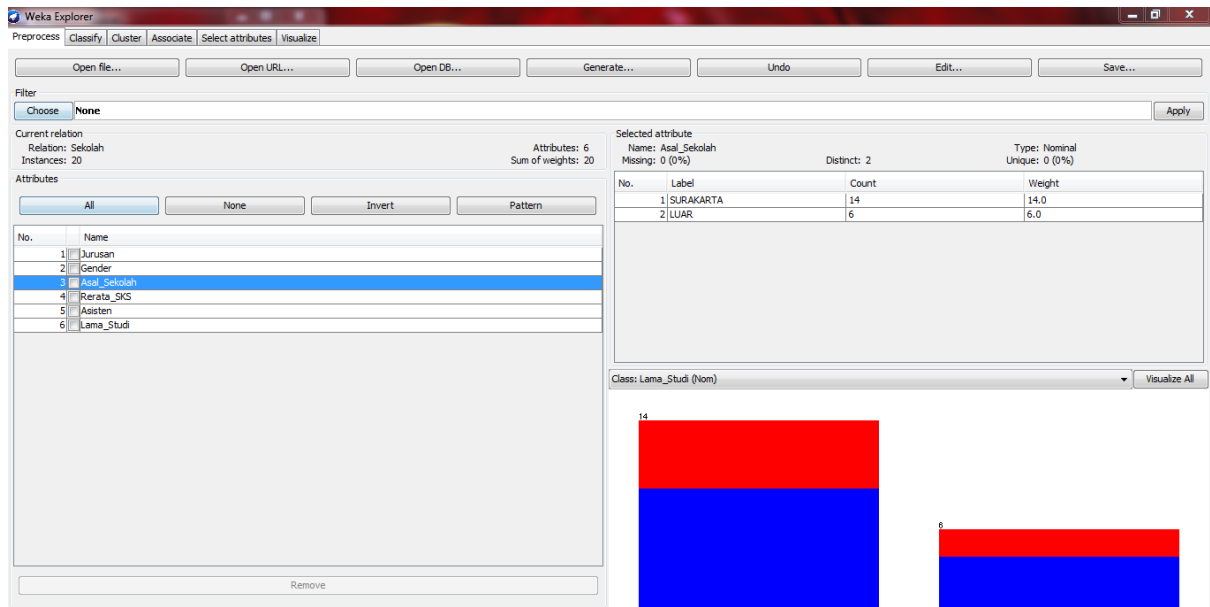 Weka Explorer
Preprocess Classify Cluster Associate Select attributes Visualize
Open file... Open URL... Open DB... Generate... Undo Edit... Save...
Filter
Choose None Apply
Current relation
Relation: Sekolah Attributes: 6
Instances: 20 Sum of weights: 20
Attributes
All None Invert Pattern
No. Name
1 Jurusan
2 Gender
3 Asal_Sekolah
4 Rerata_SKS
5 Asisten
6 Lama_Studi
Remove
Selected attribute
Name: Asal_Sekolah Type: Nominal
Missing: 0 (0%) Distinct: 2 Unique: 0 (0%)
No. Label Count Weight
1 SURAKARTA 14 14.0
2 LUAR 6 6.0
Class: Lama_Studi (Nom) Visualize All
14
6